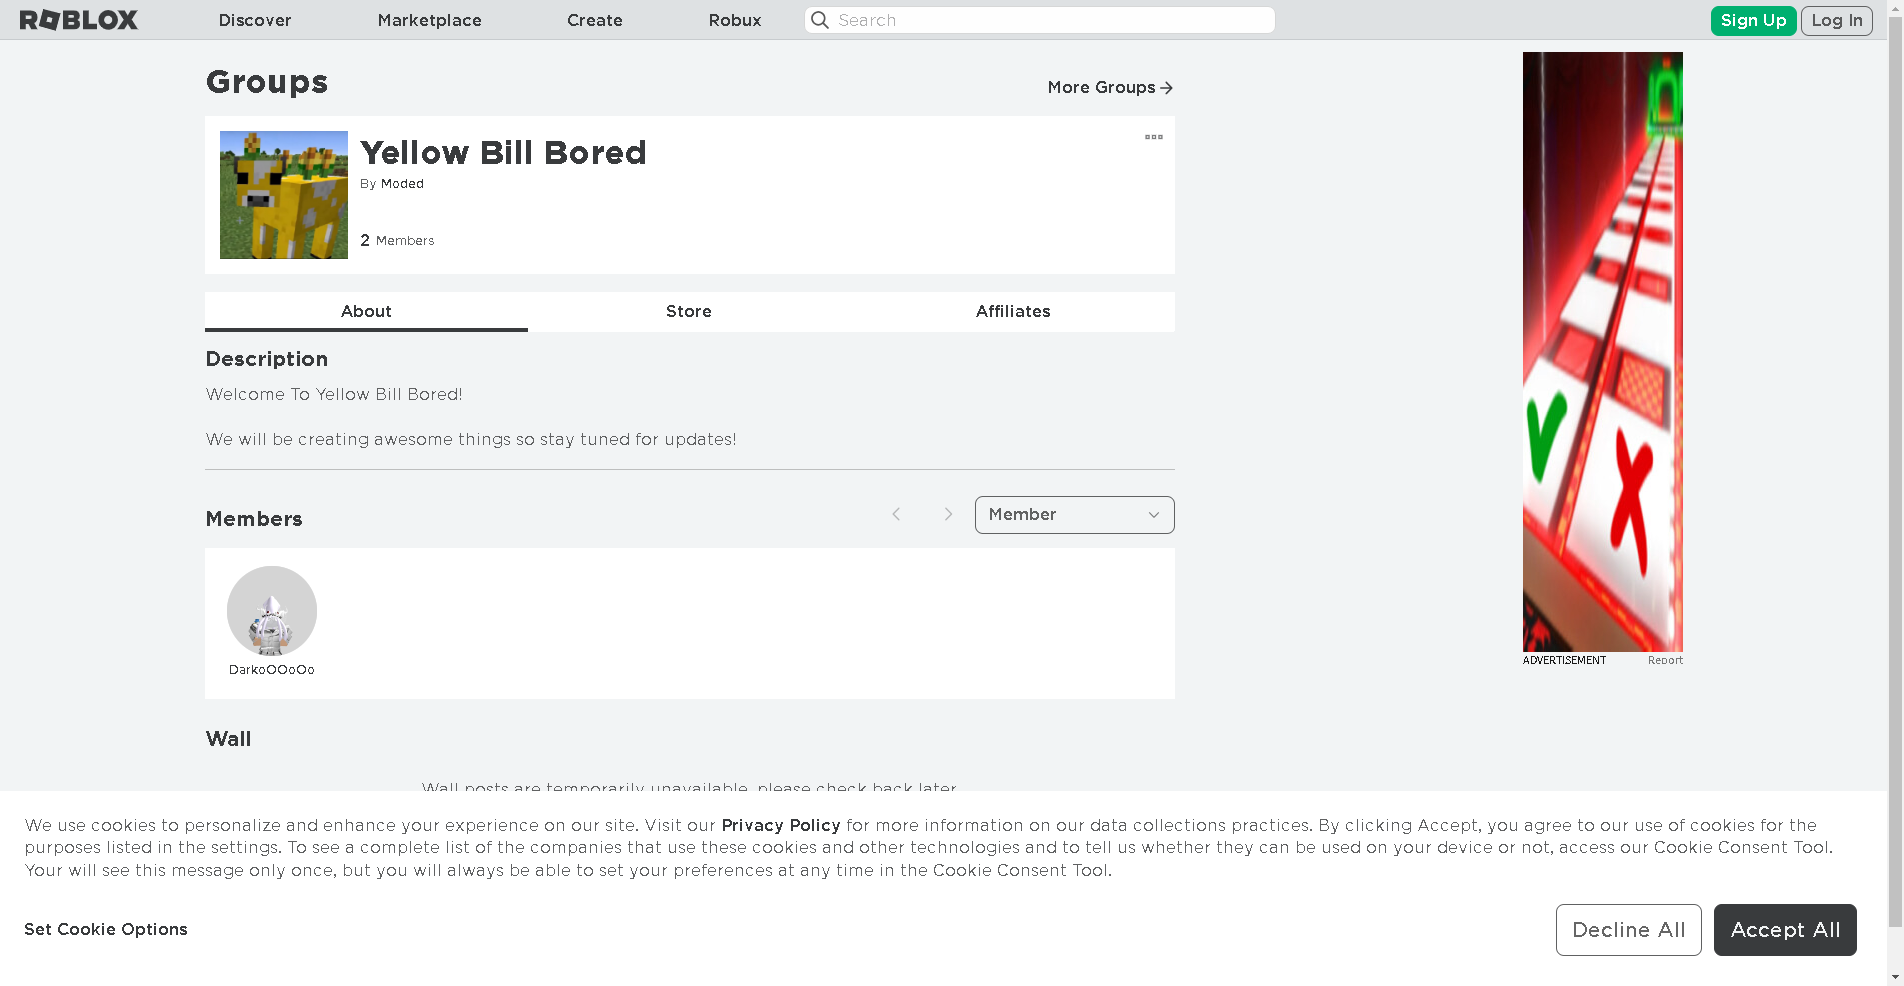 ROBLOX Discover Marketplace Create Robux Search Sign Up Log In
Groups
More Groups
Yellow Bill Bored
By Moded
2 Members
About Store Affiliates
Description
Welcome To Yellow Bill Bored!
We will be creating awesome things so stay tuned for updates!
Members
Member
DarkoOOoOo
ADVERTISEMENT Report
Wall
Wall posts are temporarily unavailable, please check back later.
We use cookies to personalize and enhance your experience on our site. Visit our Privacy Policy for more information on our data collections practices. By clicking Accept, you agree to our use of cookies for the
purposes listed in the settings. To see a complete list of the companies that use these cookies and other technologies and to tell us whether they can be used on your device or not, access our Cookie Consent Tool.
Your will see this message only once, but you will always be able to set your preferences at any time in the Cookie Consent Tool.
Set Cookie Options
Decline All Accept All